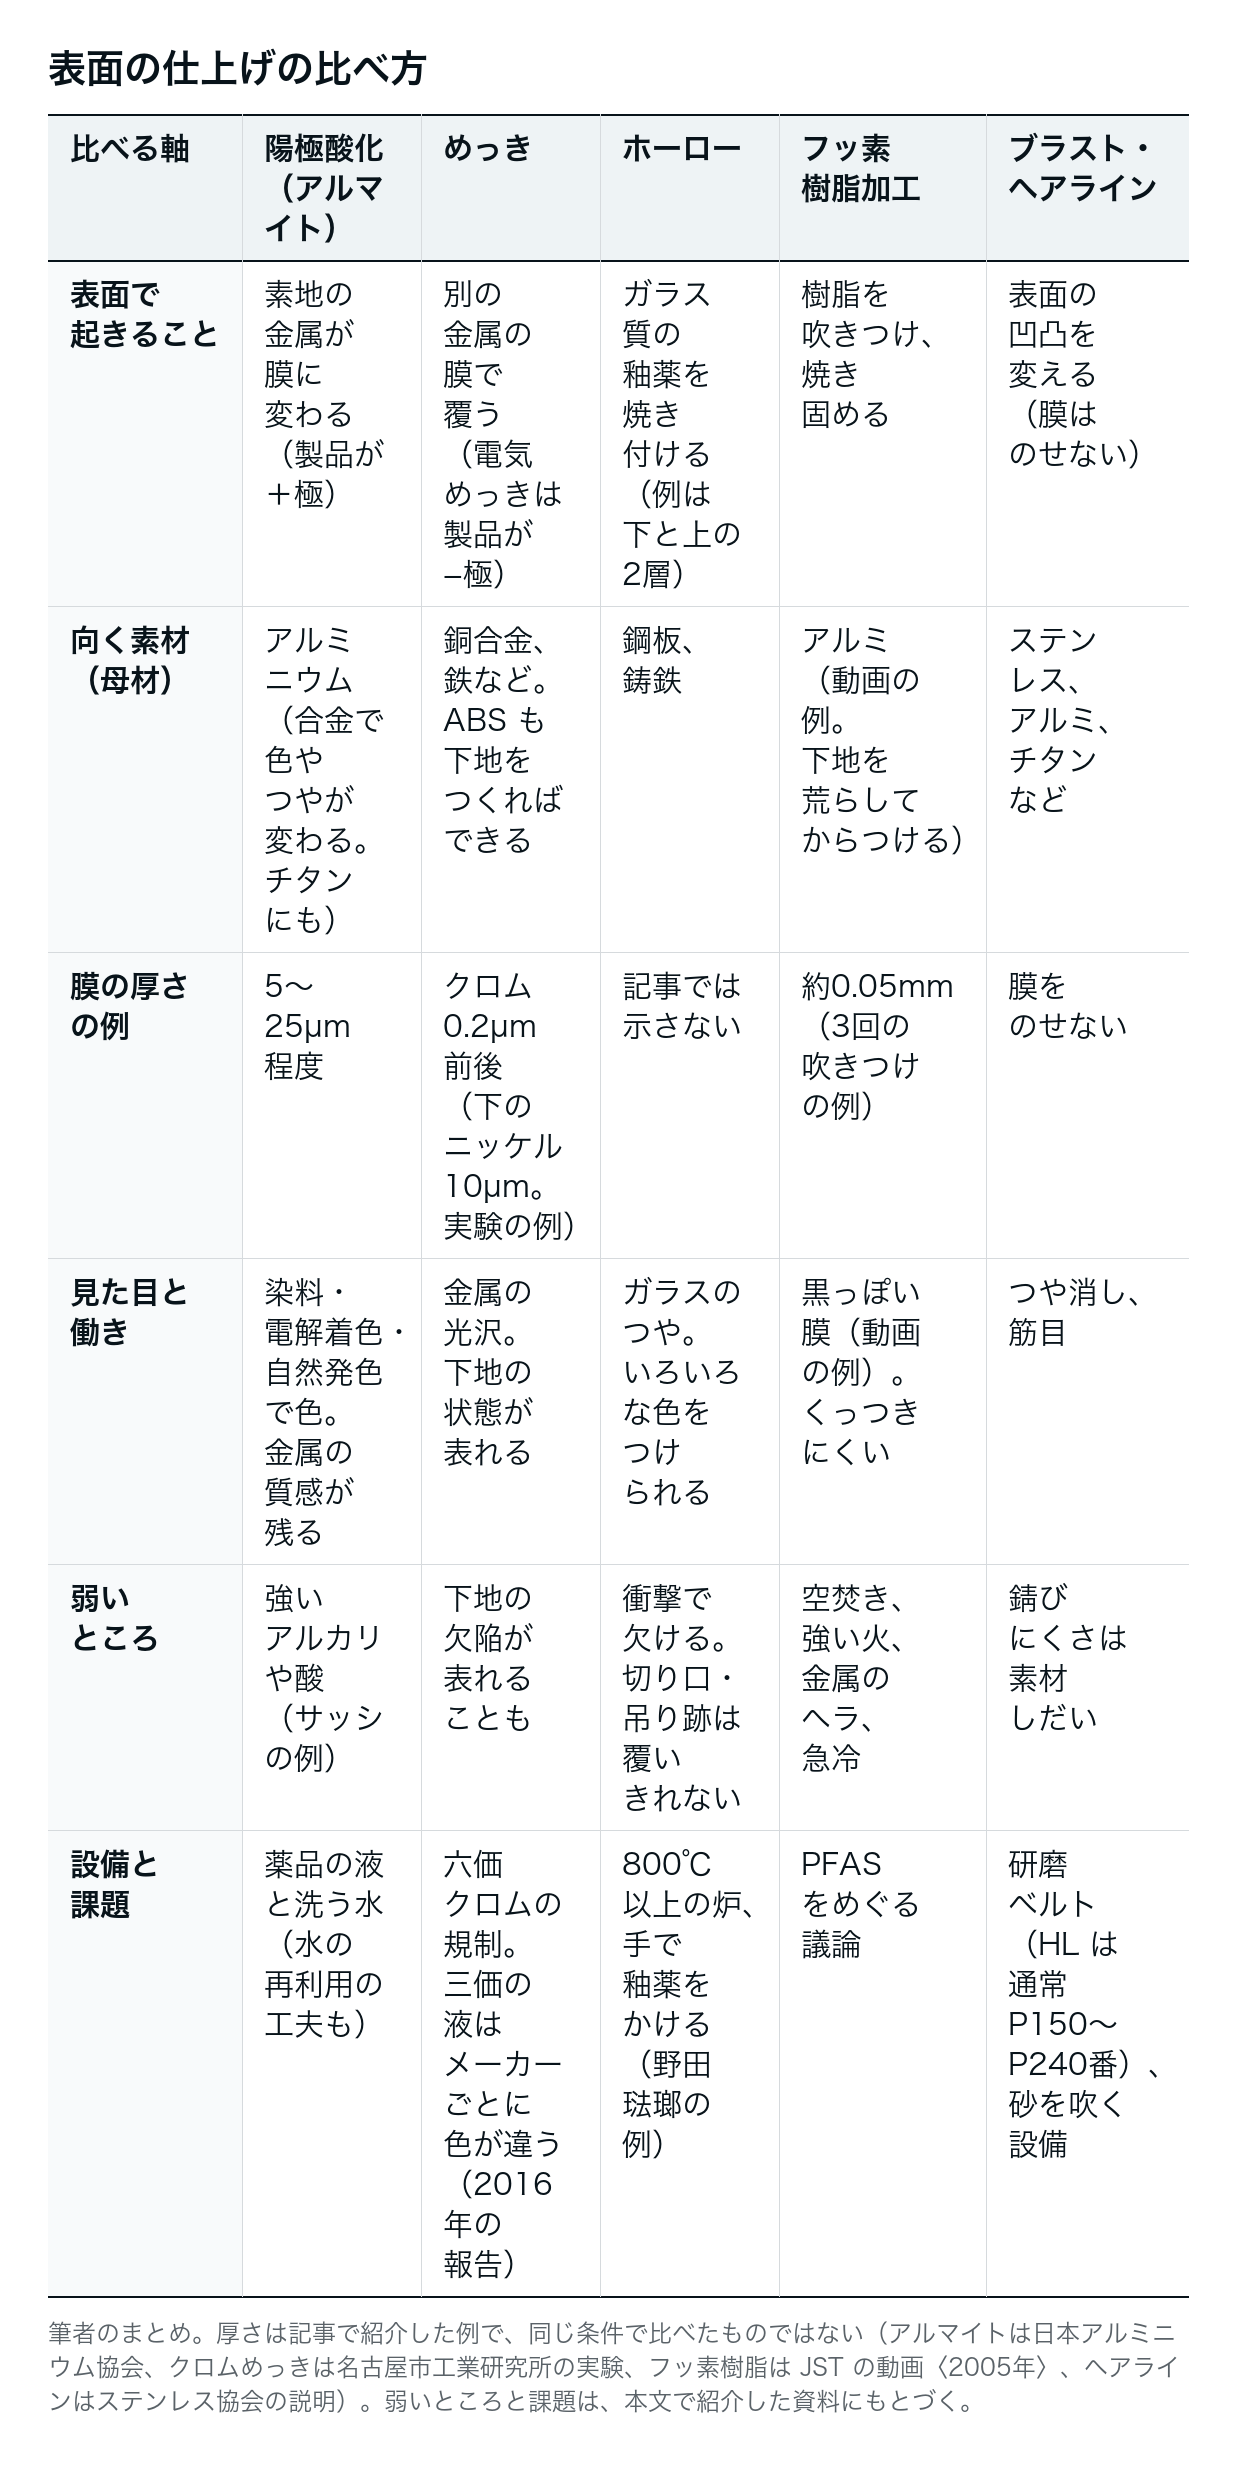 表面の仕上げの比べ方
比べる軸
陽極酸化
（アルマ
イト）
めっき
ホーロー
フッ素
樹脂加工
ブラスト・
ヘアライン
表面で
起きること
素地の
金属が
膜に
変わる
（製品が
＋極）
別の
金属の
膜で
覆う
（電気
めっきは
製品が
−極）
ガラス
質の
釉薬を
焼き
付ける
（例は
下と上の
2層）
樹脂を
吹きつけ、
焼き
固める
表面の
凹凸を
変える
（膜は
のせない）
向く素材
（母材）
アルミ
ニウム
（合金で
色や
つやが
変わる。
チタン
にも）
銅合金、
鉄など。
ABS も
下地を
つくれば
できる
鋼板、
鋳鉄
アルミ
（動画の
例。
下地を
荒らして
からつける）
ステン
レス、
アルミ、
チタン
など
膜の厚さ
の例
5〜
25μm
程度
クロム
0.2μm
前後
（下の
ニッケル
10μm。
実験の例）
記事では
示さない
約0.05mm
（3回の
吹きつけ
の例）
膜を
のせない
見た目と
働き
染料・
電解着色・
自然発色
で色。
金属の
質感が
残る
金属の
光沢。
下地の
状態が
表れる
ガラスの
つや。
いろいろ
な色を
つけ
られる
黒っぽい
膜（動画
の例）。
くっつき
にくい
つや消し、
筋目
弱い
ところ
強い
アルカリ
や酸
（サッシ
の例）
下地の
欠陥が
表れる
ことも
衝撃で
欠ける。
切り口・
吊り跡は
覆い
きれない
空焚き、
強い火、
金属の
ヘラ、
急冷
錆び
にくさは
素材
しだい
設備と
課題
薬品の液
と洗う水
（水の
再利用の
工夫も）
六価
クロムの
規制。
三価の
液は
メーカー
ごとに
色が違う
（2016
年の
報告）
800℃
以上の炉、
手で
釉薬を
かける
（野田
琺瑯の
例）
PFAS
をめぐる
議論
研磨
ベルト
（HL は
通常
P150〜
P240番）、
砂を吹く
設備
筆者のまとめ。厚さは記事で紹介した例で、同じ条件で比べたものではない（アルマイトは日本アルミニ
ウム協会、クロムめっきは名古屋市工業研究所の実験、フッ素樹脂は JST の動画〈2005年〉、ヘアライ
ンはステンレス協会の説明）。弱いところと課題は、本文で紹介した資料にもとづく。